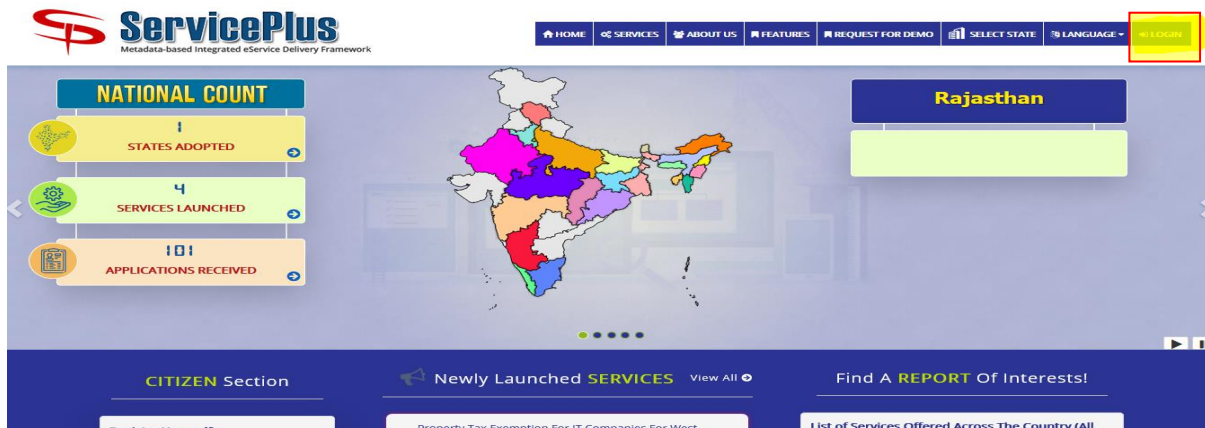 ServicePlus
Metadata-based Integrated eService Delivery Framework
HOME SERVICES ABOUT US FEATURES REQUEST FOR DEMO SELECT STATE LANGUAGE LOGIN
NATIONAL COUNT
1
STATES ADOPTED
4
SERVICES LAUNCHED
101
APPLICATIONS RECEIVED
Rajasthan
CITIZEN Section
Newly Launched SERVICES View All
Find A REPORT Of Interests!
Property Tax Exemption For IT Companies For West
List of Services Offered Across The Country (All